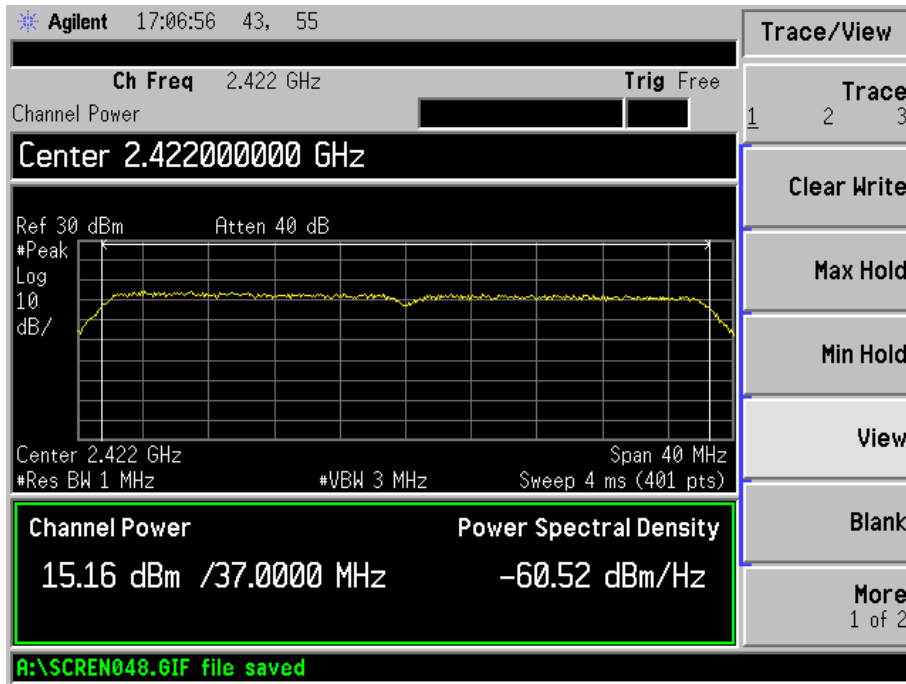 Agilent 17:06:56 43, 55
Ch Freq 2.422 GHz Trig Free
Channel Power
Center 2.422000000 GHz
Ref 30 dBm Atten 40 dB
#Peak
Log
10
dB/
Center 2.422 GHz Span 40 MHz
#Res BW 1 MHz #VBW 3 MHz Sweep 4 ms (401 pts)
Channel Power Power Spectral Density
15.16 dBm /37.0000 MHz -60.52 dBm/Hz
A:\SCREN048.GIF file saved
Trace/View
Trace
1 2 3
Clear Write
Max Hold
Min Hold
View
Blank
More
1 of 2